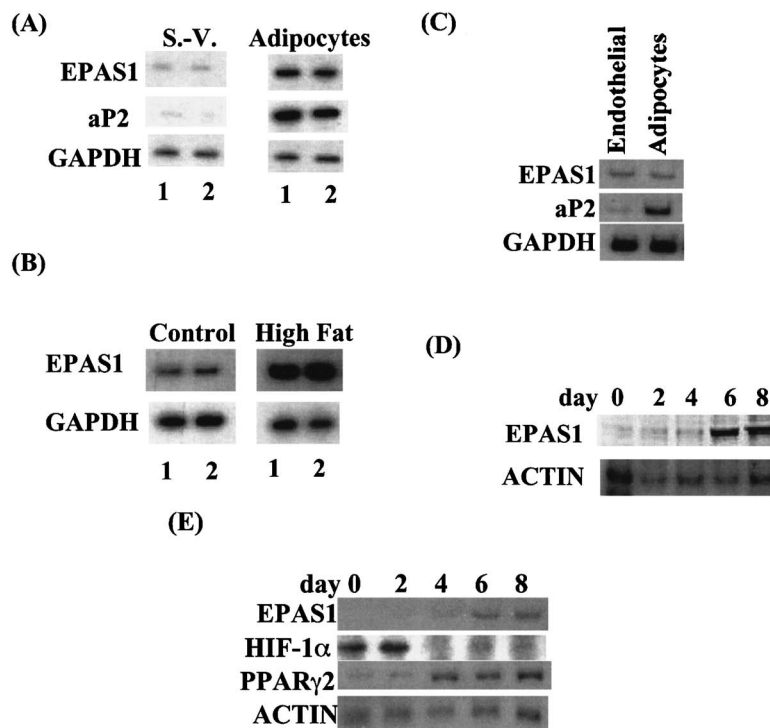 (A)
S.-V. Adipocytes
EPAS1
aP2
GAPDH
1 2 1 2
(B)
Control High Fat
EPAS1
GAPDH
1 2 1 2
(C)
Endothelial
Adipocytes
EPAS1
aP2
GAPDH
(D)
day 0 2 4 6 8
EPAS1
ACTIN
(E)
day 0 2 4 6 8
EPAS1
HIF-1α
PPARγ2
ACTIN